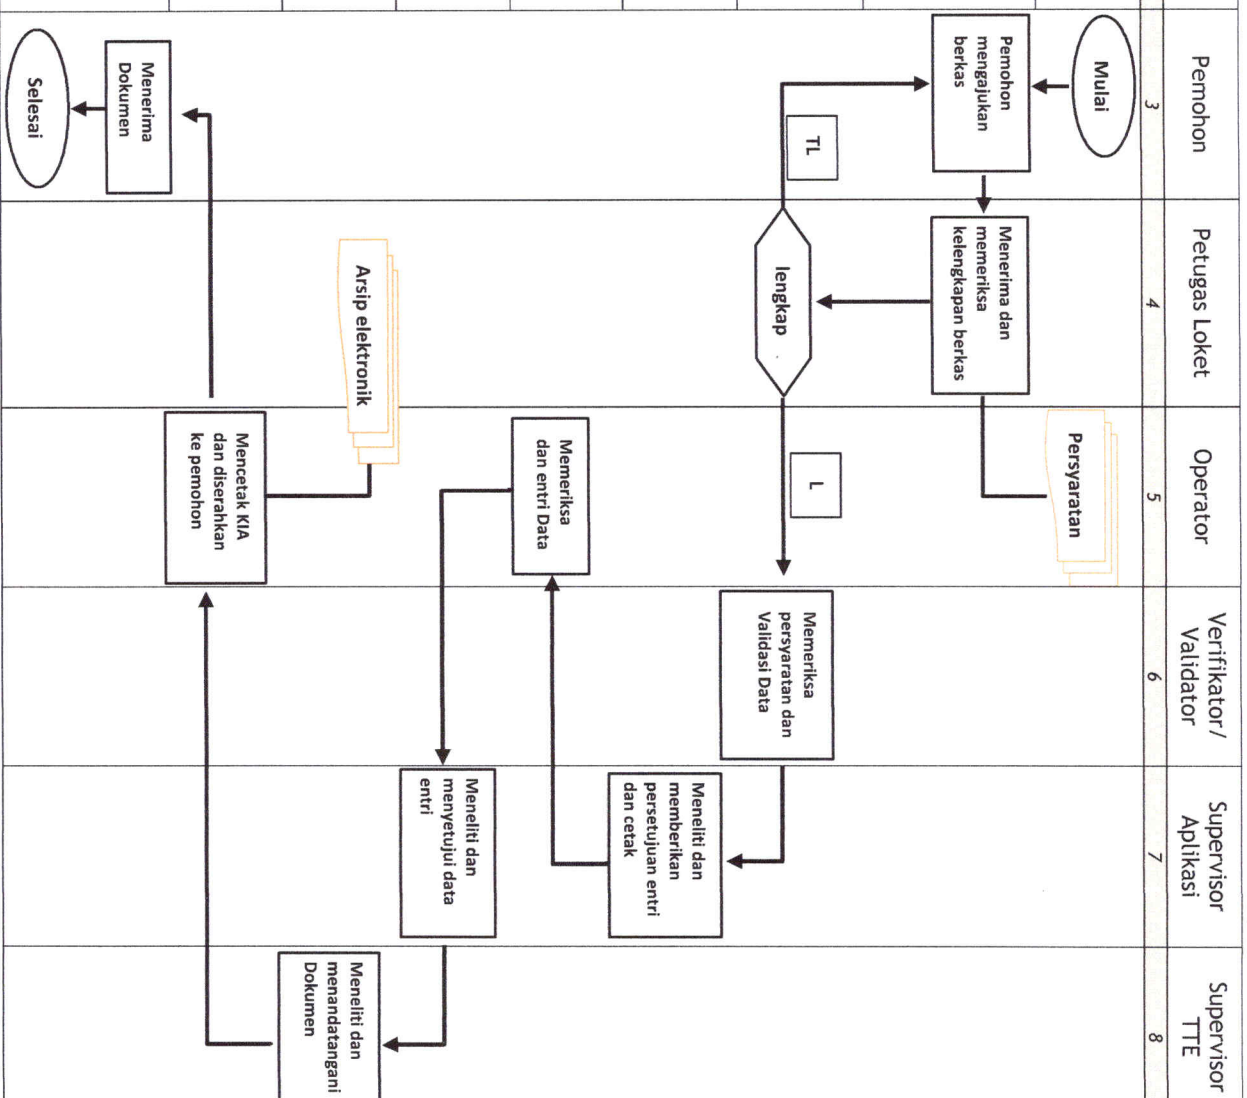 Pemohon
Petugas Loket
Operator
Verifikator/
Validator
Supervisor
Aplikasi
Supervisor
TTE
3
4
5
6
7
8
Mulai
Persyaratan
Pemohon
mengajukan
berkas
Menerima dan
memeriksa
kelengkapan berkas
TL
lengkap
L
Memeriksa
persyaratan dan
Validasi Data
Meneliti dan
memberikan
persetujuan entri
dan cetak
Memeriksa
dan entri Data
Meneliti dan
menyetujui data
entri
Arsip elektronik
Meneliti dan
menandatangani
Dokumen
Mencetak KIA
dan diserahkan
ke pemohon
Menerima
Dokumen
Selesai